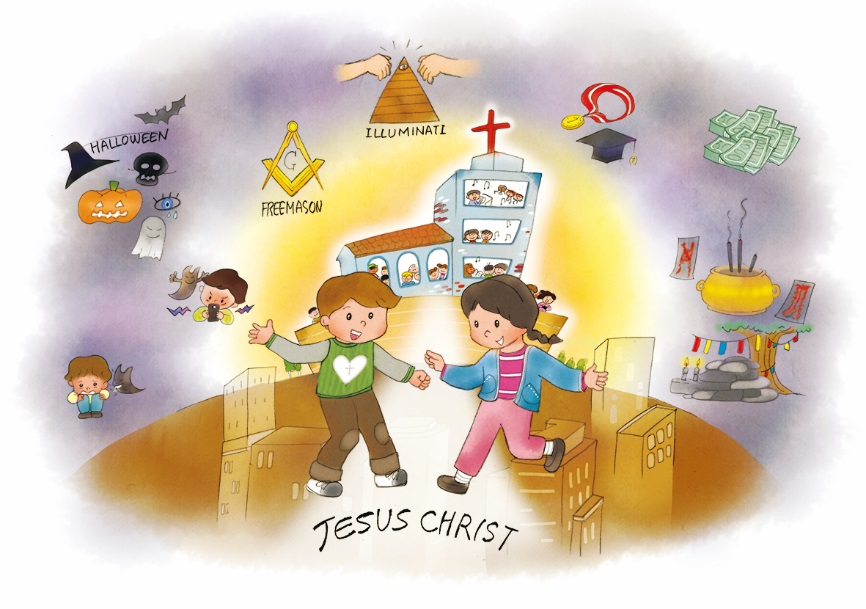 ILLUMINATI
HALLOWEEN
G
FREEMASON
JESUS CHRIST